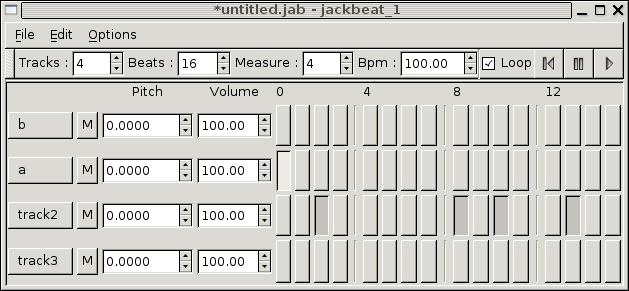 *untitled.jab - jackbeat_1
File Edit Options
Tracks : 4 Beats : 16 Measure : 4 Bpm : 100.00 Loop
Pitch Volume 0 4 8 12
b M 0.0000 100.00
a M 0.0000 100.00
track2 M 0.0000 100.00
track3 M 0.0000 100.00